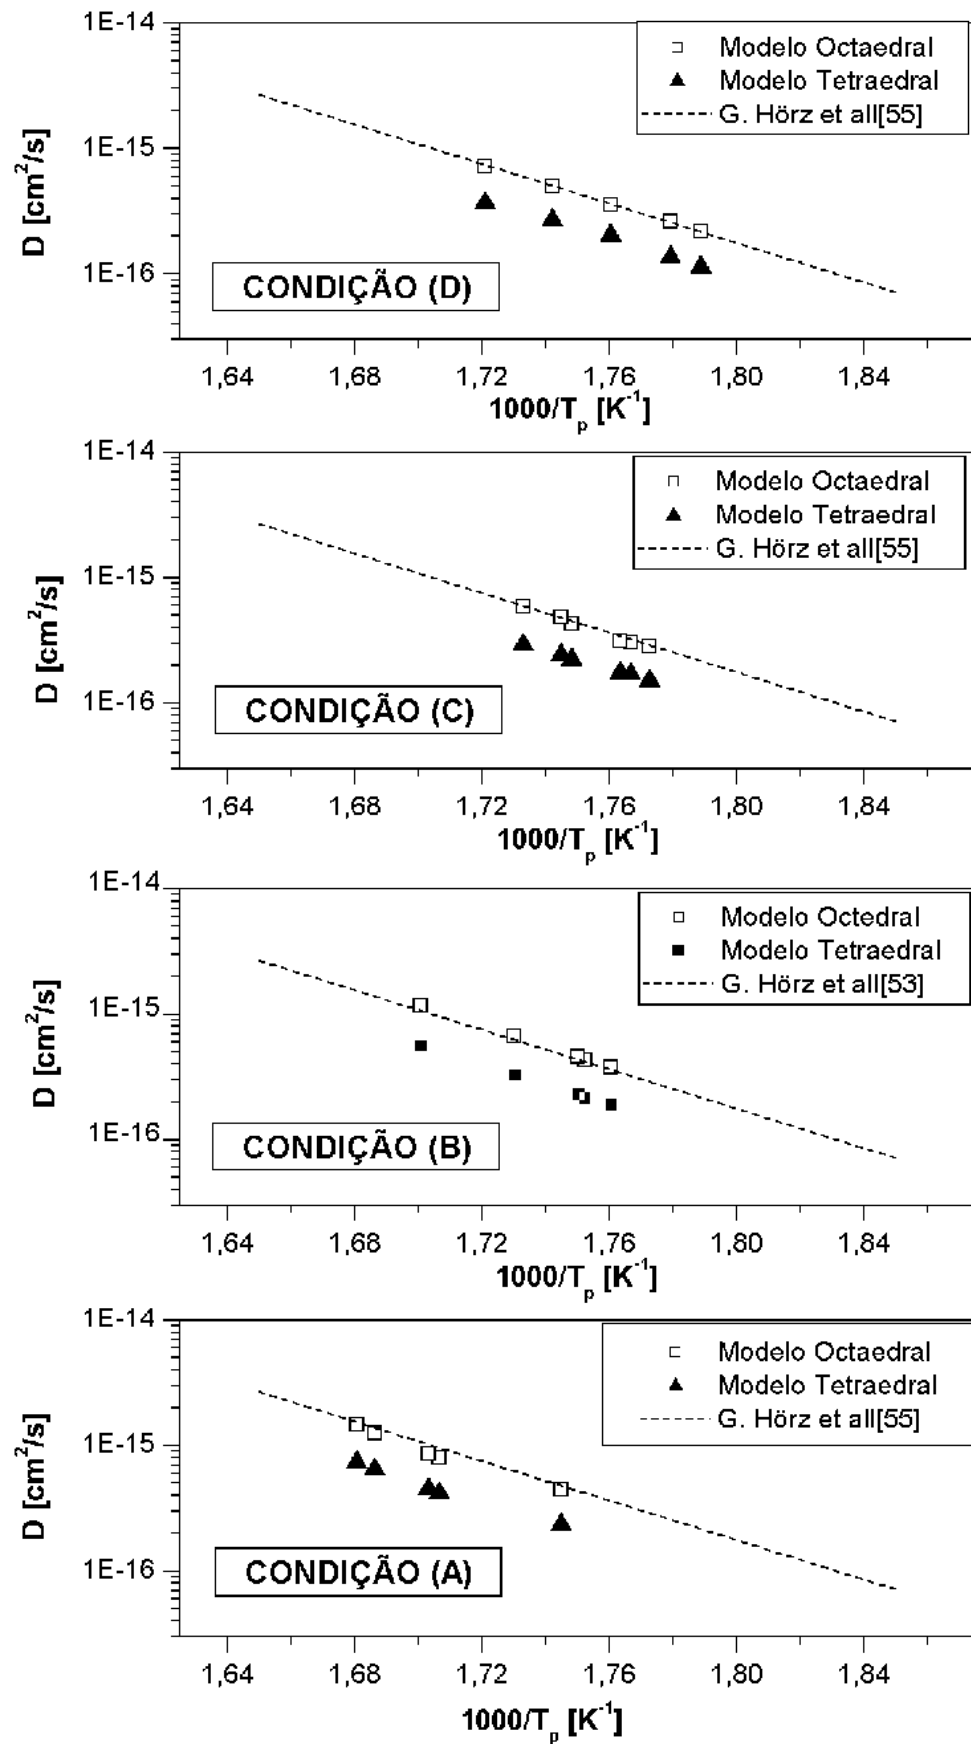 1E-14
1E-15
1E-16
D [cm²/s]
Modelo Octaedral
Modelo Tetraedral
G. Hörz et all[55]
CONDIÇÃO (D)
1,64 1,68 1,72 1,76 1,80 1,84
1000/Tp [K⁻¹]
1E-14
1E-15
1E-16
D [cm²/s]
Modelo Octaedral
Modelo Tetraedral
G. Hörz et all[55]
CONDIÇÃO (C)
1,64 1,68 1,72 1,76 1,80 1,84
1000/Tp [K⁻¹]
1E-14
1E-15
1E-16
D [cm²/s]
Modelo Octedral
Modelo Tetraedral
G. Hörz et all[53]
CONDIÇÃO (B)
1,64 1,68 1,72 1,76 1,80 1,84
1000/Tp [K⁻¹]
1E-14
1E-15
1E-16
D [cm²/s]
Modelo Octaedral
Modelo Tetraedral
G. Hörz et all[55]
CONDIÇÃO (A)
1,64 1,68 1,72 1,76 1,80 1,84
1000/Tp [K⁻¹]